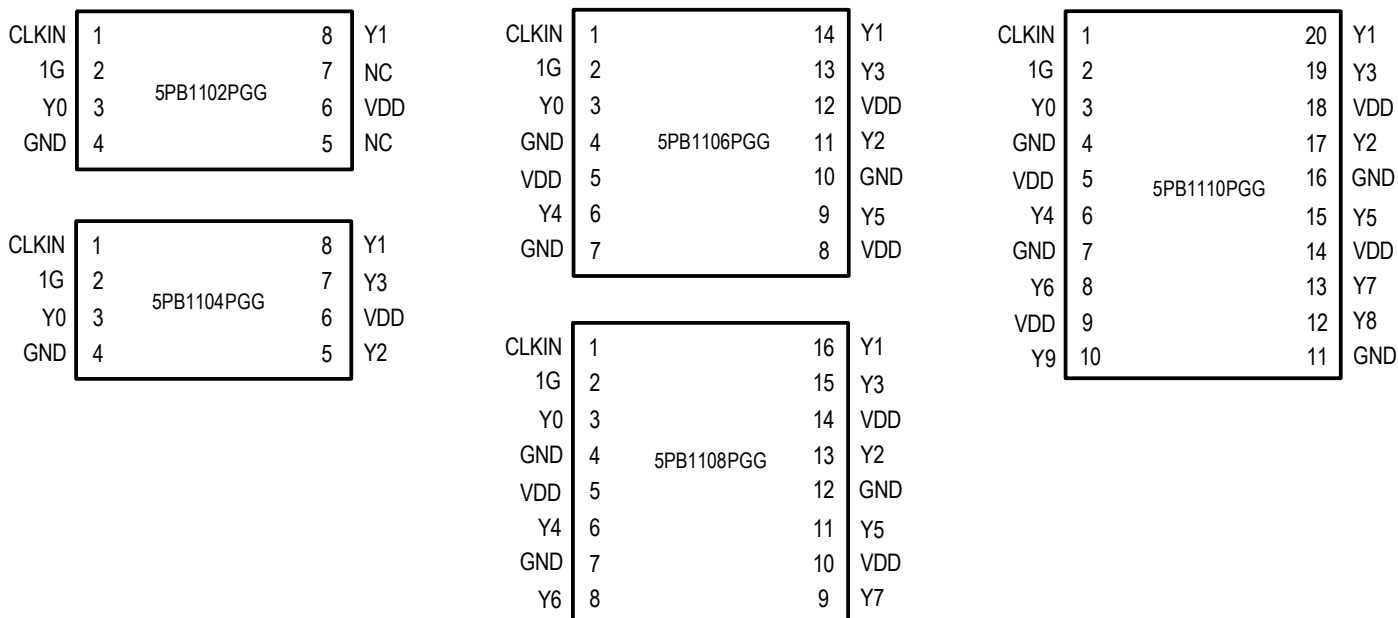 CLKIN 1 8 Y1
1G 2 7 NC
5PB1102PGG
Y0 3 6 VDD
GND 4 5 NC
CLKIN 1 8 Y1
1G 2 7 Y3
5PB1104PGG
Y0 3 6 VDD
GND 4 5 Y2
CLKIN 1 14 Y1
1G 2 13 Y3
Y0 3 12 VDD
GND 4 5PB1106PGG 11 Y2
VDD 5 10 GND
Y4 6 9 Y5
GND 7 8 VDD
CLKIN 1 16 Y1
1G 2 15 Y3
Y0 3 14 VDD
GND 4 5PB1108PGG 13 Y2
VDD 5 12 GND
Y4 6 11 Y5
GND 7 10 VDD
Y6 8 9 Y7
CLKIN 1 20 Y1
1G 2 19 Y3
Y0 3 18 VDD
GND 4 17 Y2
VDD 5 5PB1110PGG 16 GND
Y4 6 15 Y5
GND 7 14 VDD
Y6 8 13 Y7
VDD 9 12 Y8
Y9 10 11 GND